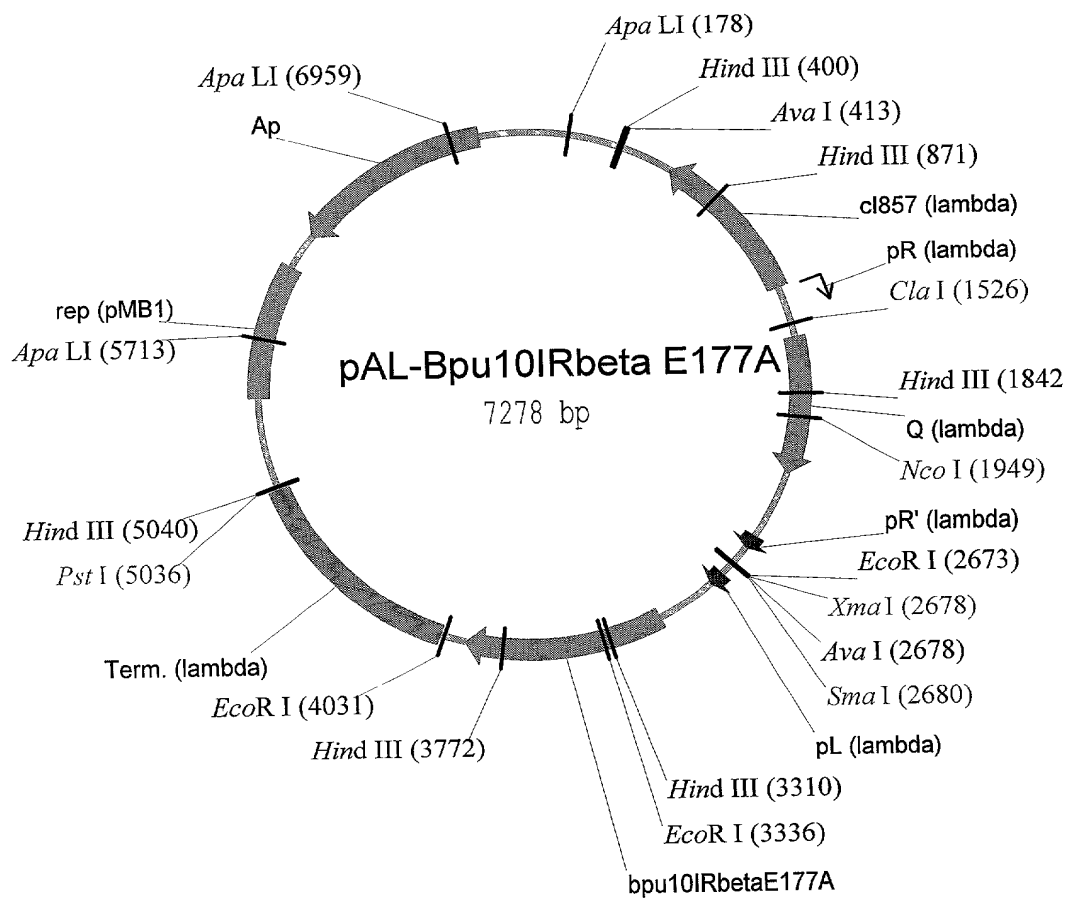 Apa LI (178)
Hind III (400)
Ava I (413)
Hind III (871)
cI857 (lambda)
pR (lambda)
Cla I (1526)
Hind III (1842
Q (lambda)
Nco I (1949)
pR' (lambda)
EcoR I (2673)
Xma I (2678)
Ava I (2678)
Sma I (2680)
pL (lambda)
Hind III (3310)
EcoR I (3336)
bpu10IRbetaE177A
Hind III (3772)
EcoR I (4031)
Term. (lambda)
Pst I (5036)
Hind III (5040)
Apa LI (5713)
rep (pMB1)
Ap
Apa LI (6959)
pAL-Bpu10IRbeta E177A
7278 bp